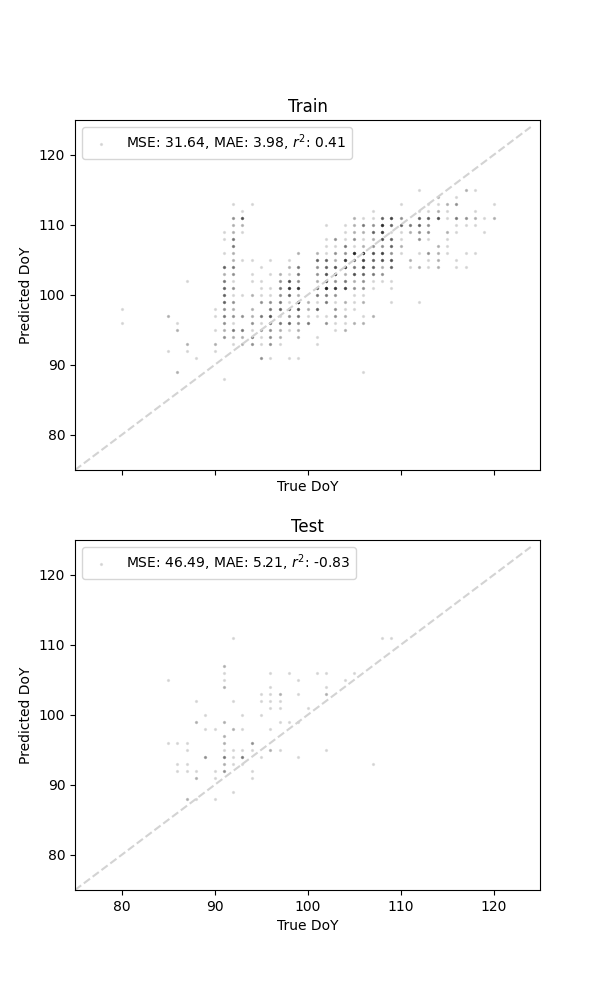 Train
MSE: 31.64, MAE: 3.98, r²: 0.41
120
110
100
90
80
Predicted DoY
True DoY
Test
MSE: 46.49, MAE: 5.21, r²: -0.83
120
110
100
90
80
Predicted DoY
80 90 100 110 120
True DoY